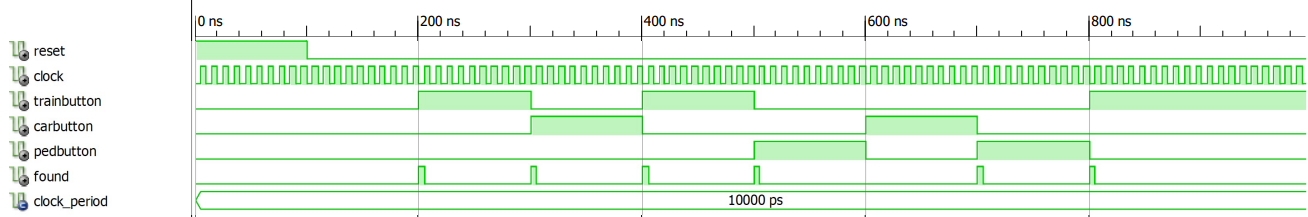 0 ns 200 ns 400 ns 600 ns 800 ns
reset
clock
trainbutton
carbutton
pedbutton
found
clock_period 10000 ps